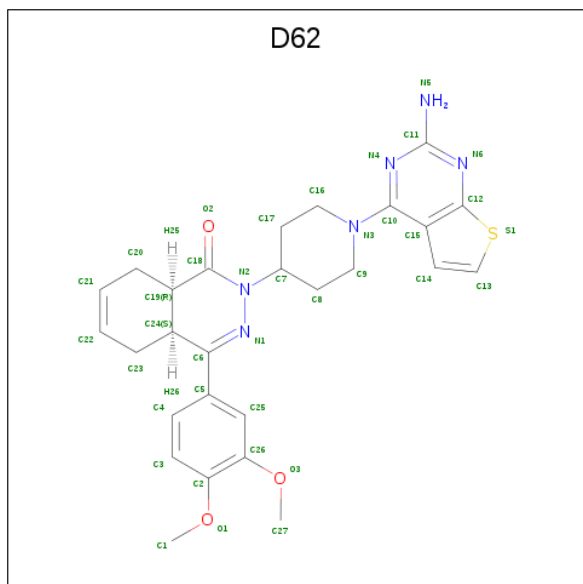 D62
N5
NH2
C11
N4
N6
C16
C12
O2
C17
N3
C10
S1
H25
C15
C20
C18
N2
C9
C14
C13
C21
C19(R)
C7
C8
C24(S)
N1
C22
C23
C6
H26
C5
C4
C25
C3
C26
O3
C2
O1
C27
C1
N
N
N
S
O
H
N
N
H
O
O